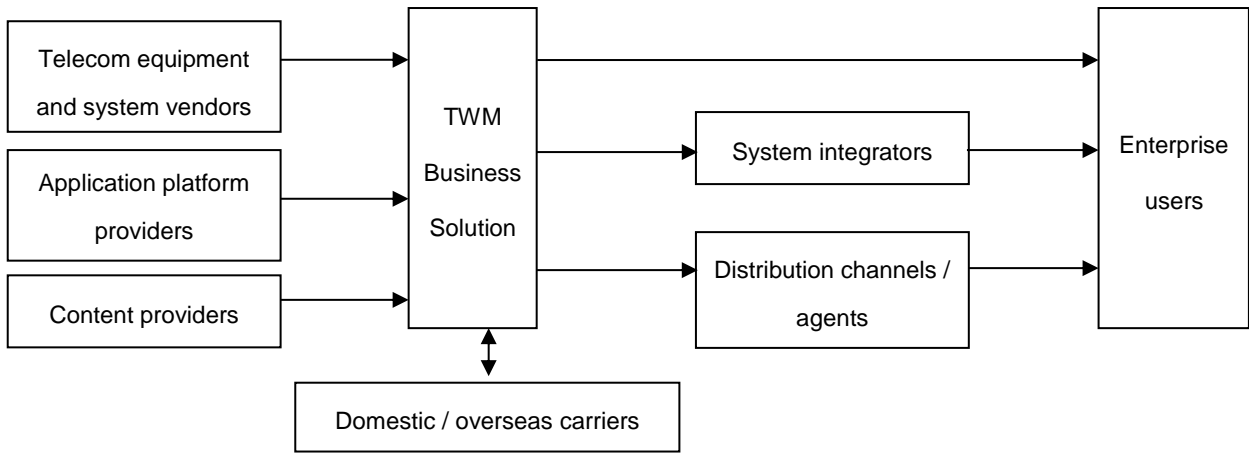 Telecom equipment
and system vendors
Application platform
providers
Content providers
TWM
Business
Solution
Domestic / overseas carriers
System integrators
Distribution channels /
agents
Enterprise
users